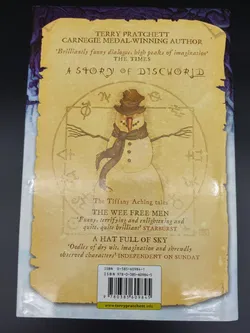 TERRY PRATCHETT
CARNEGIE MEDAL-WINNING AUTHOR
'Brilliantly funny dialogue, high peaks of imagination'
THE TIMES
A STORY OF DISCWORLD
The Tiffany Aching tales
THE WEE FREE MEN
'Funny, terrifying and enlightening and
quite, quite brilliant' STARBURST
A HAT FULL OF SKY
'Oodles of dry wit, imagination and shrewdly
observed characters' INDEPENDENT ON SUNDAY